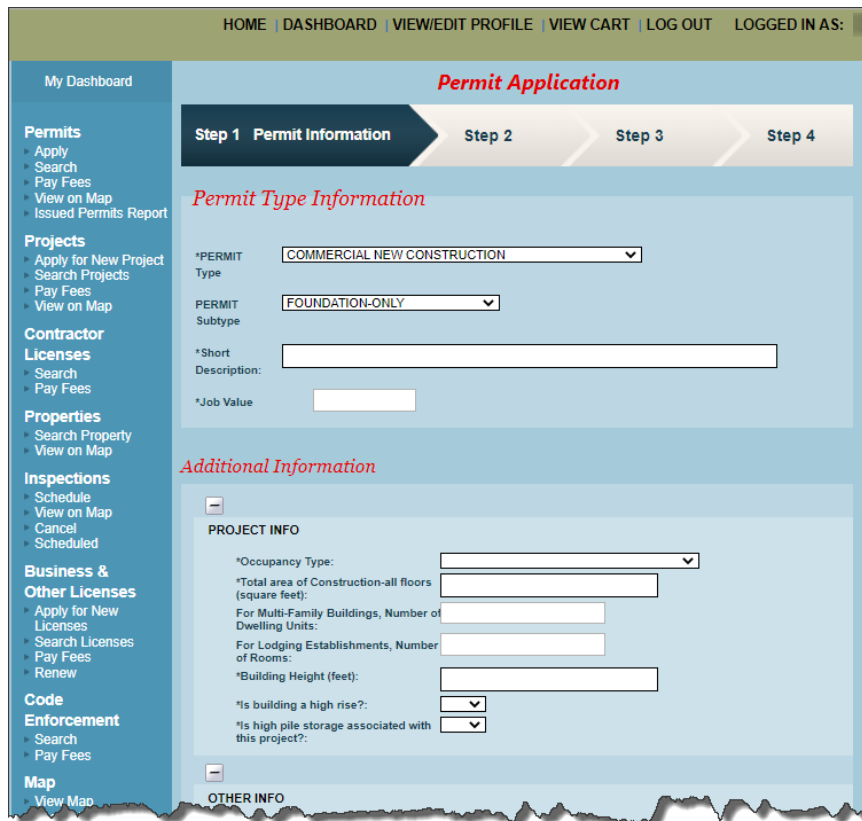 HOME | DASHBOARD | VIEW/EDIT PROFILE | VIEW CART | LOG OUT LOGGED IN AS:
My Dashboard
Permits
Apply
Search
Pay Fees
View on Map
Issued Permits Report
Projects
Apply for New Project
Search Projects
Pay Fees
View on Map
Contractor
Licenses
Search
Pay Fees
Properties
Search Property
View on Map
Inspections
Schedule
View on Map
Cancel
Scheduled
Business &
Other Licenses
Apply for New
Licenses
Search Licenses
Pay Fees
Renew
Code
Enforcement
Search
Pay Fees
Map
View Map
Permit Application
Step 1 Permit Information
Step 2
Step 3
Step 4
Permit Type Information
*PERMIT
Type
COMMERCIAL NEW CONSTRUCTION
PERMIT
Subtype
FOUNDATION-ONLY
*Short
Description:
*Job Value
Additional Information
PROJECT INFO
*Occupancy Type:
*Total area of Construction-all floors
(square feet):
For Multi-Family Buildings, Number of
Dwelling Units:
For Lodging Establishments, Number
of Rooms:
*Building Height (feet):
*Is building a high rise?:
*Is high pile storage associated with
this project?:
OTHER INFO